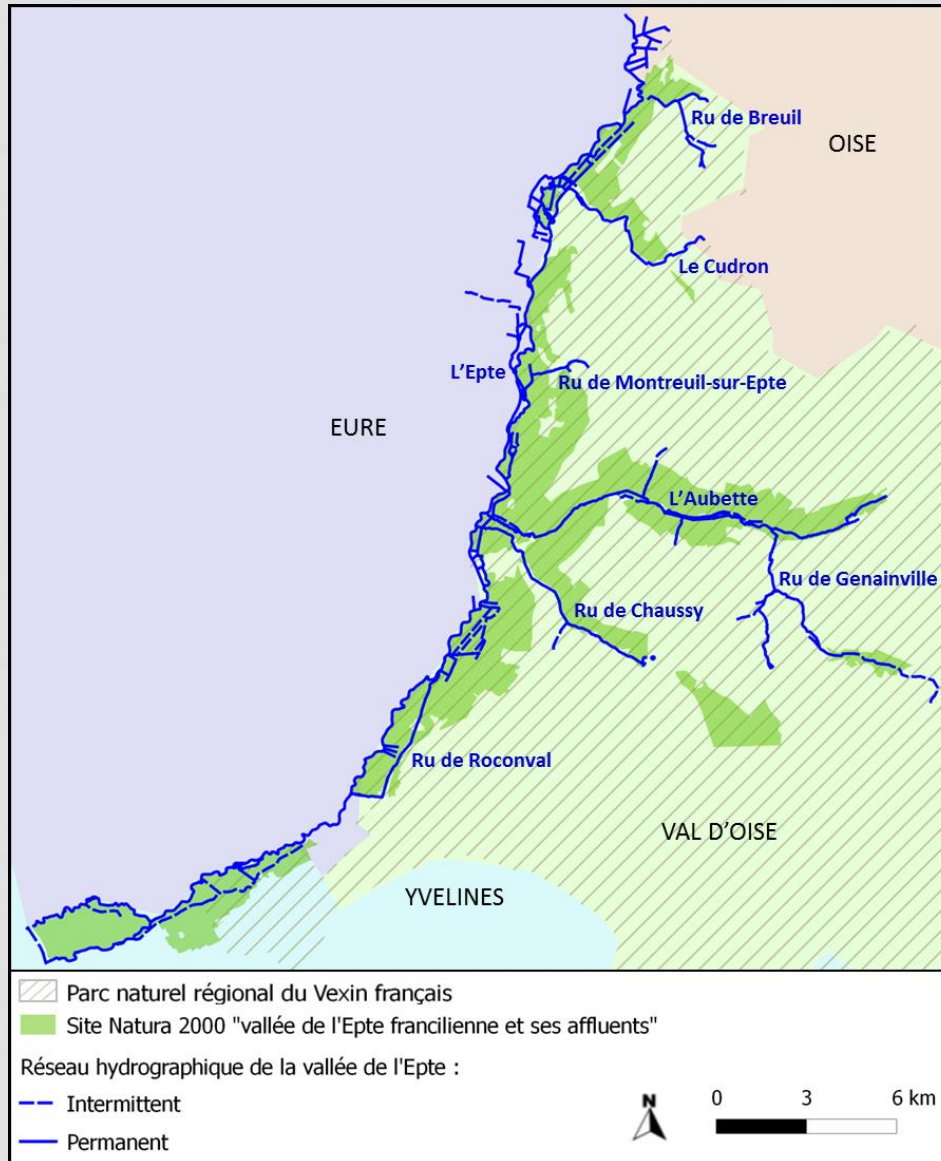 Ru de Breuil
OISE
Le Cudron
L'Epte
Ru de Montreuil-sur-Epte
EURE
L'Aubette
Ru de Genainville
Ru de Chaussy
Ru de Roconval
VAL D'OISE
YVELINES
Parc naturel régional du Vexin français
Site Natura 2000 "vallée de l'Epte francilienne et ses affluents"
Réseau hydrographique de la vallée de l'Epte :
Intermittent
Permanent
N
0 3 6 km